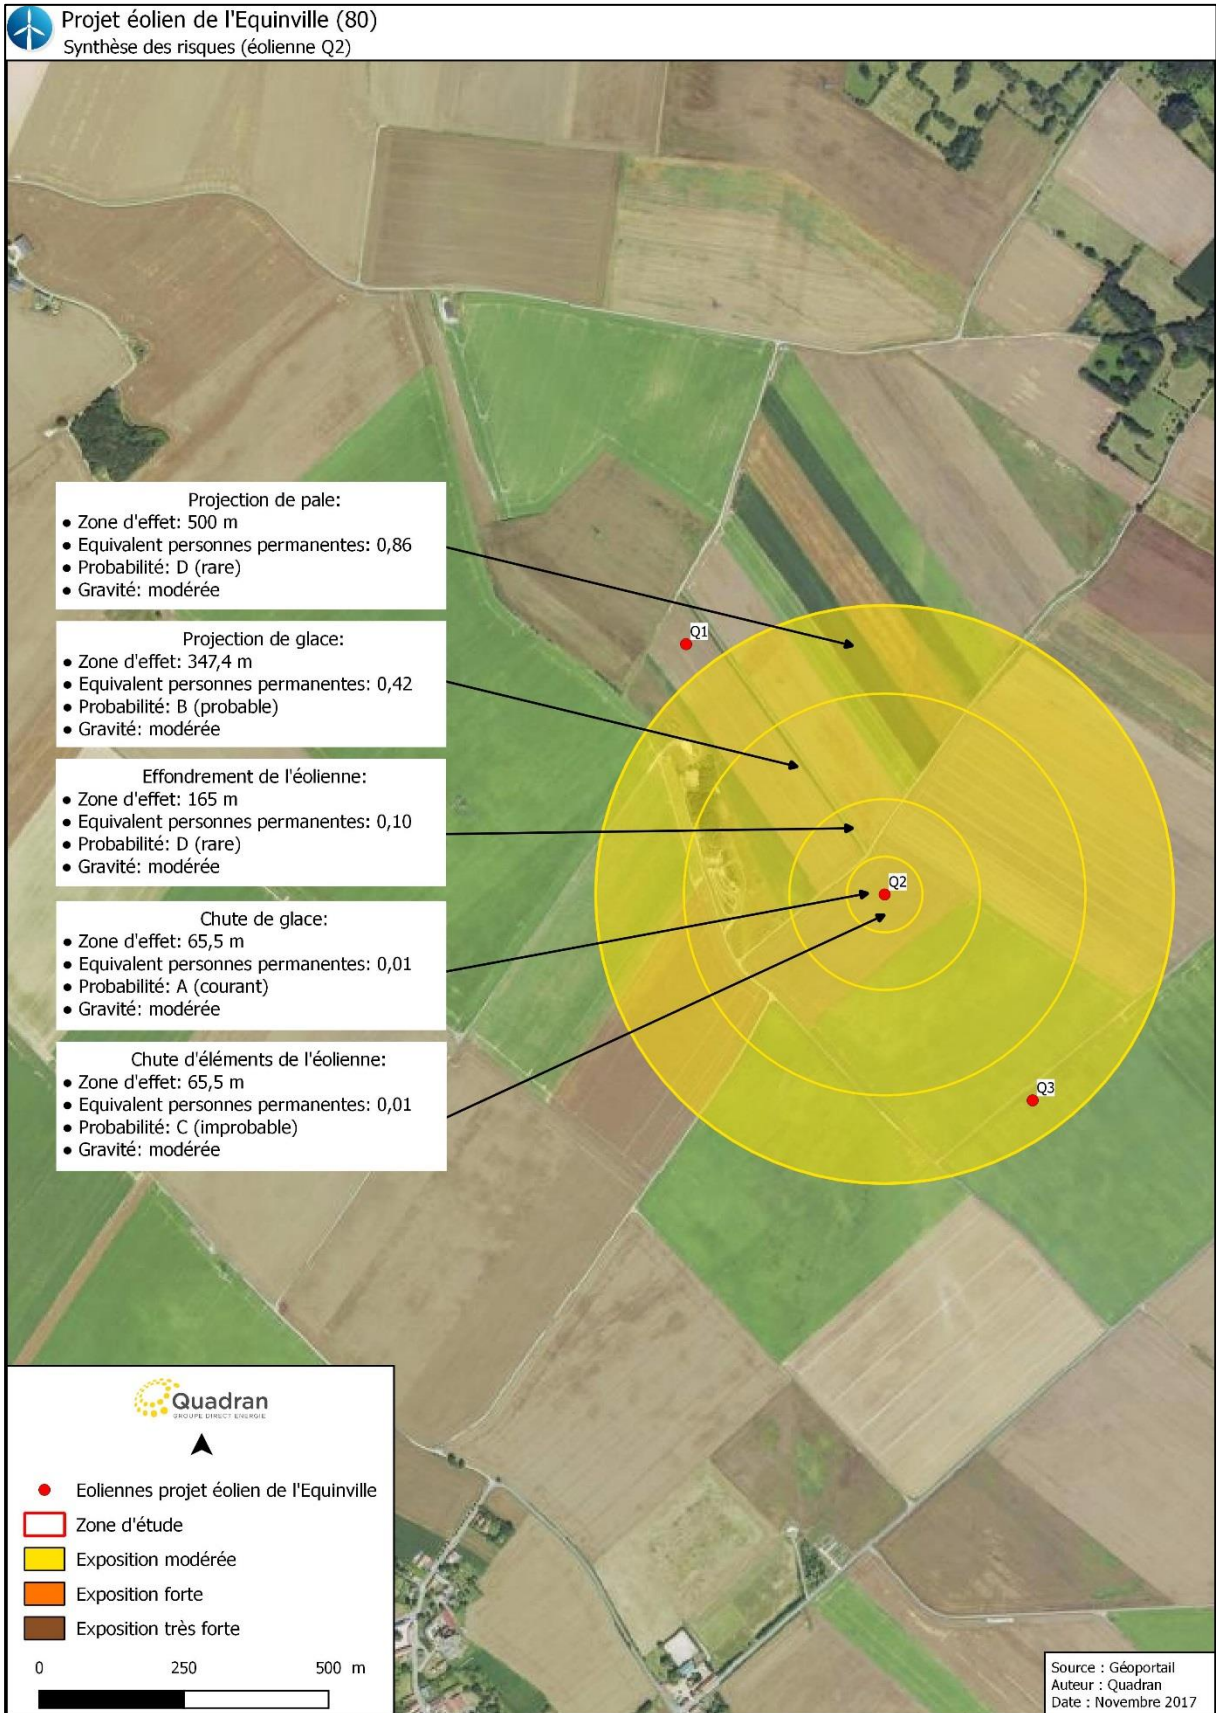 Projet éolien de l'Equinville (80)
Synthèse des risques (éolienne Q2)
Projection de pale:
• Zone d'effet: 500 m
• Equivalent personnes permanentes: 0,86
• Probabilité: D (rare)
• Gravité: modérée
Projection de glace:
• Zone d'effet: 347,4 m
• Equivalent personnes permanentes: 0,42
• Probabilité: B (probable)
• Gravité: modérée
Effondrement de l'éolienne:
• Zone d'effet: 165 m
• Equivalent personnes permanentes: 0,10
• Probabilité: D (rare)
• Gravité: modérée
Chute de glace:
• Zone d'effet: 65,5 m
• Equivalent personnes permanentes: 0,01
• Probabilité: A (courant)
• Gravité: modérée
Chute d'éléments de l'éolienne:
• Zone d'effet: 65,5 m
• Equivalent personnes permanentes: 0,01
• Probabilité: C (improbable)
• Gravité: modérée
Q1
Q2
Q3
Quadran
GROUPE DIRECT ENERGIE
Eoliennes projet éolien de l'Equinville
Zone d'étude
Exposition modérée
Exposition forte
Exposition très forte
0 250 500 m
Source : Géoportail
Auteur : Quadran
Date : Novembre 2017